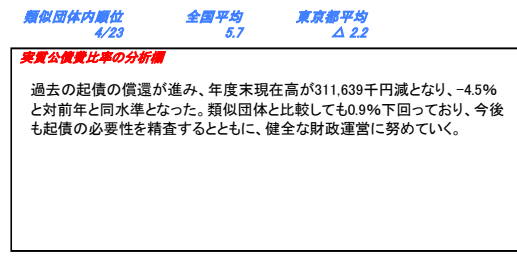 類似団体内順位 全国平均 東京都平均
4/23 5.7 △ 2.2
実質公債費比率の分析欄
過去の起債の償還が進み、年度末現在高が311,639千円減となり、-4.5%
と対前年と同水準となった。類似団体と比較しても0.9%下回っており、今後
も起債の必要性を精査するとともに、健全な財政運営に努めていく。